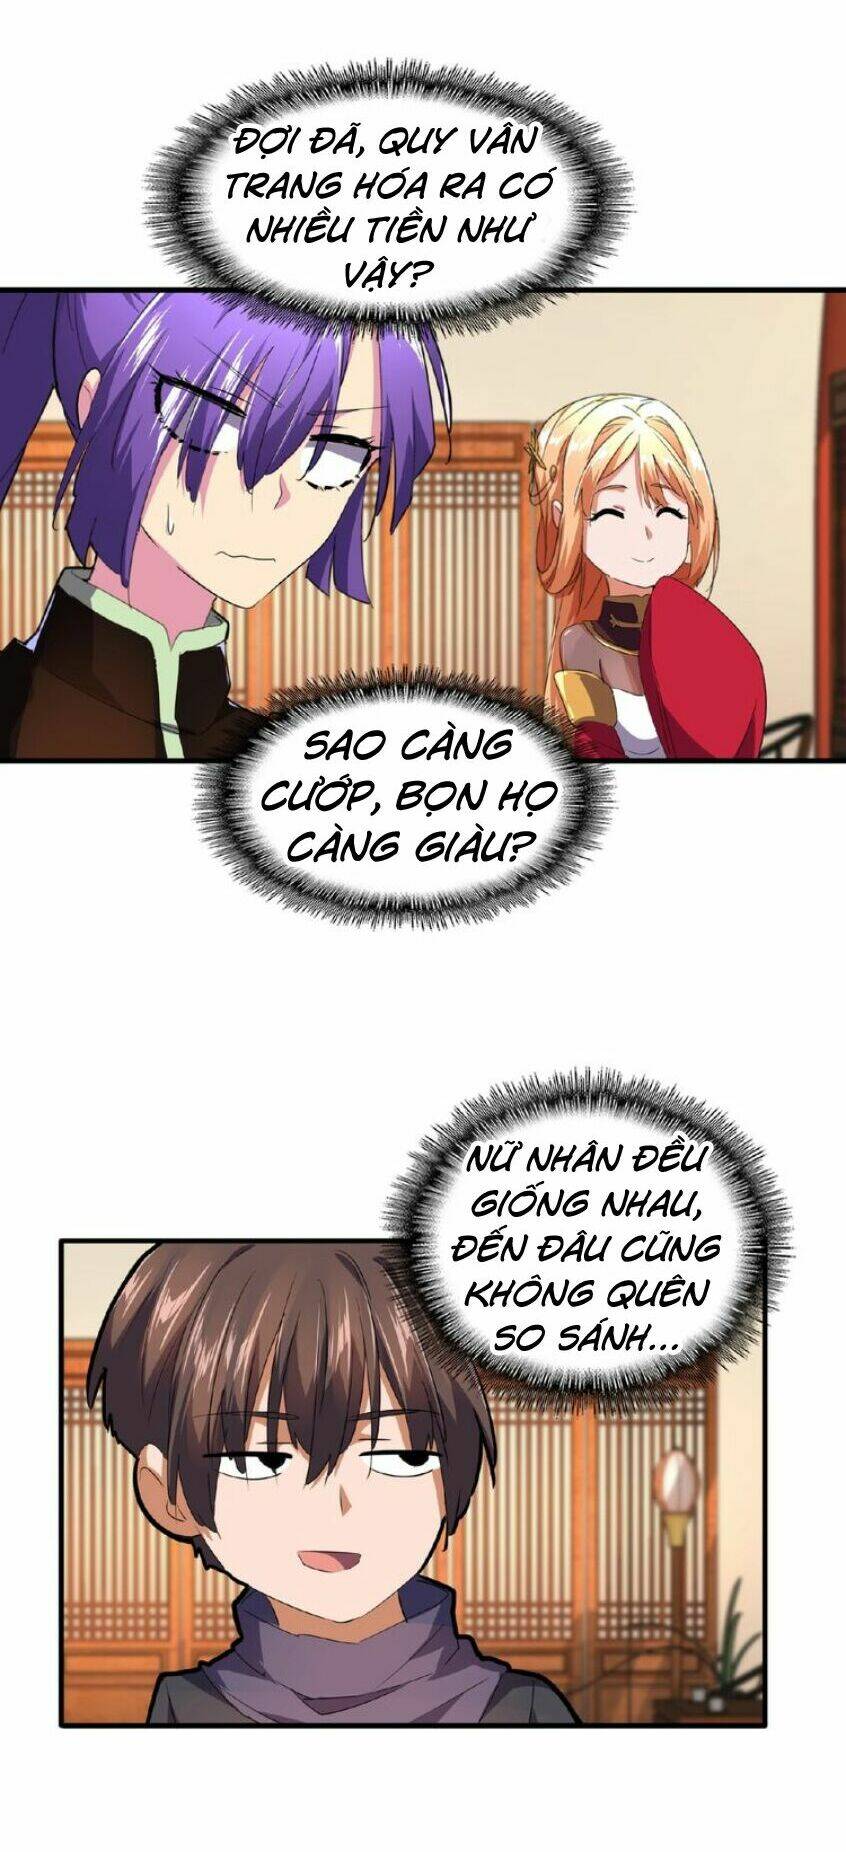 ĐỢI ĐÃ, QUY VÂN
TRANG HÓA RA CÓ
NHIỀU TIỀN NHƯ
VẬY?
SAO CÀNG
CƯỚP, BỌN HỌ
CÀNG GIÀU?
NỮ NHÂN ĐỀU
GIỐNG NHAU,
ĐẾN ĐÂU CŨNG
KHÔNG QUÊN
SO SÁNH...